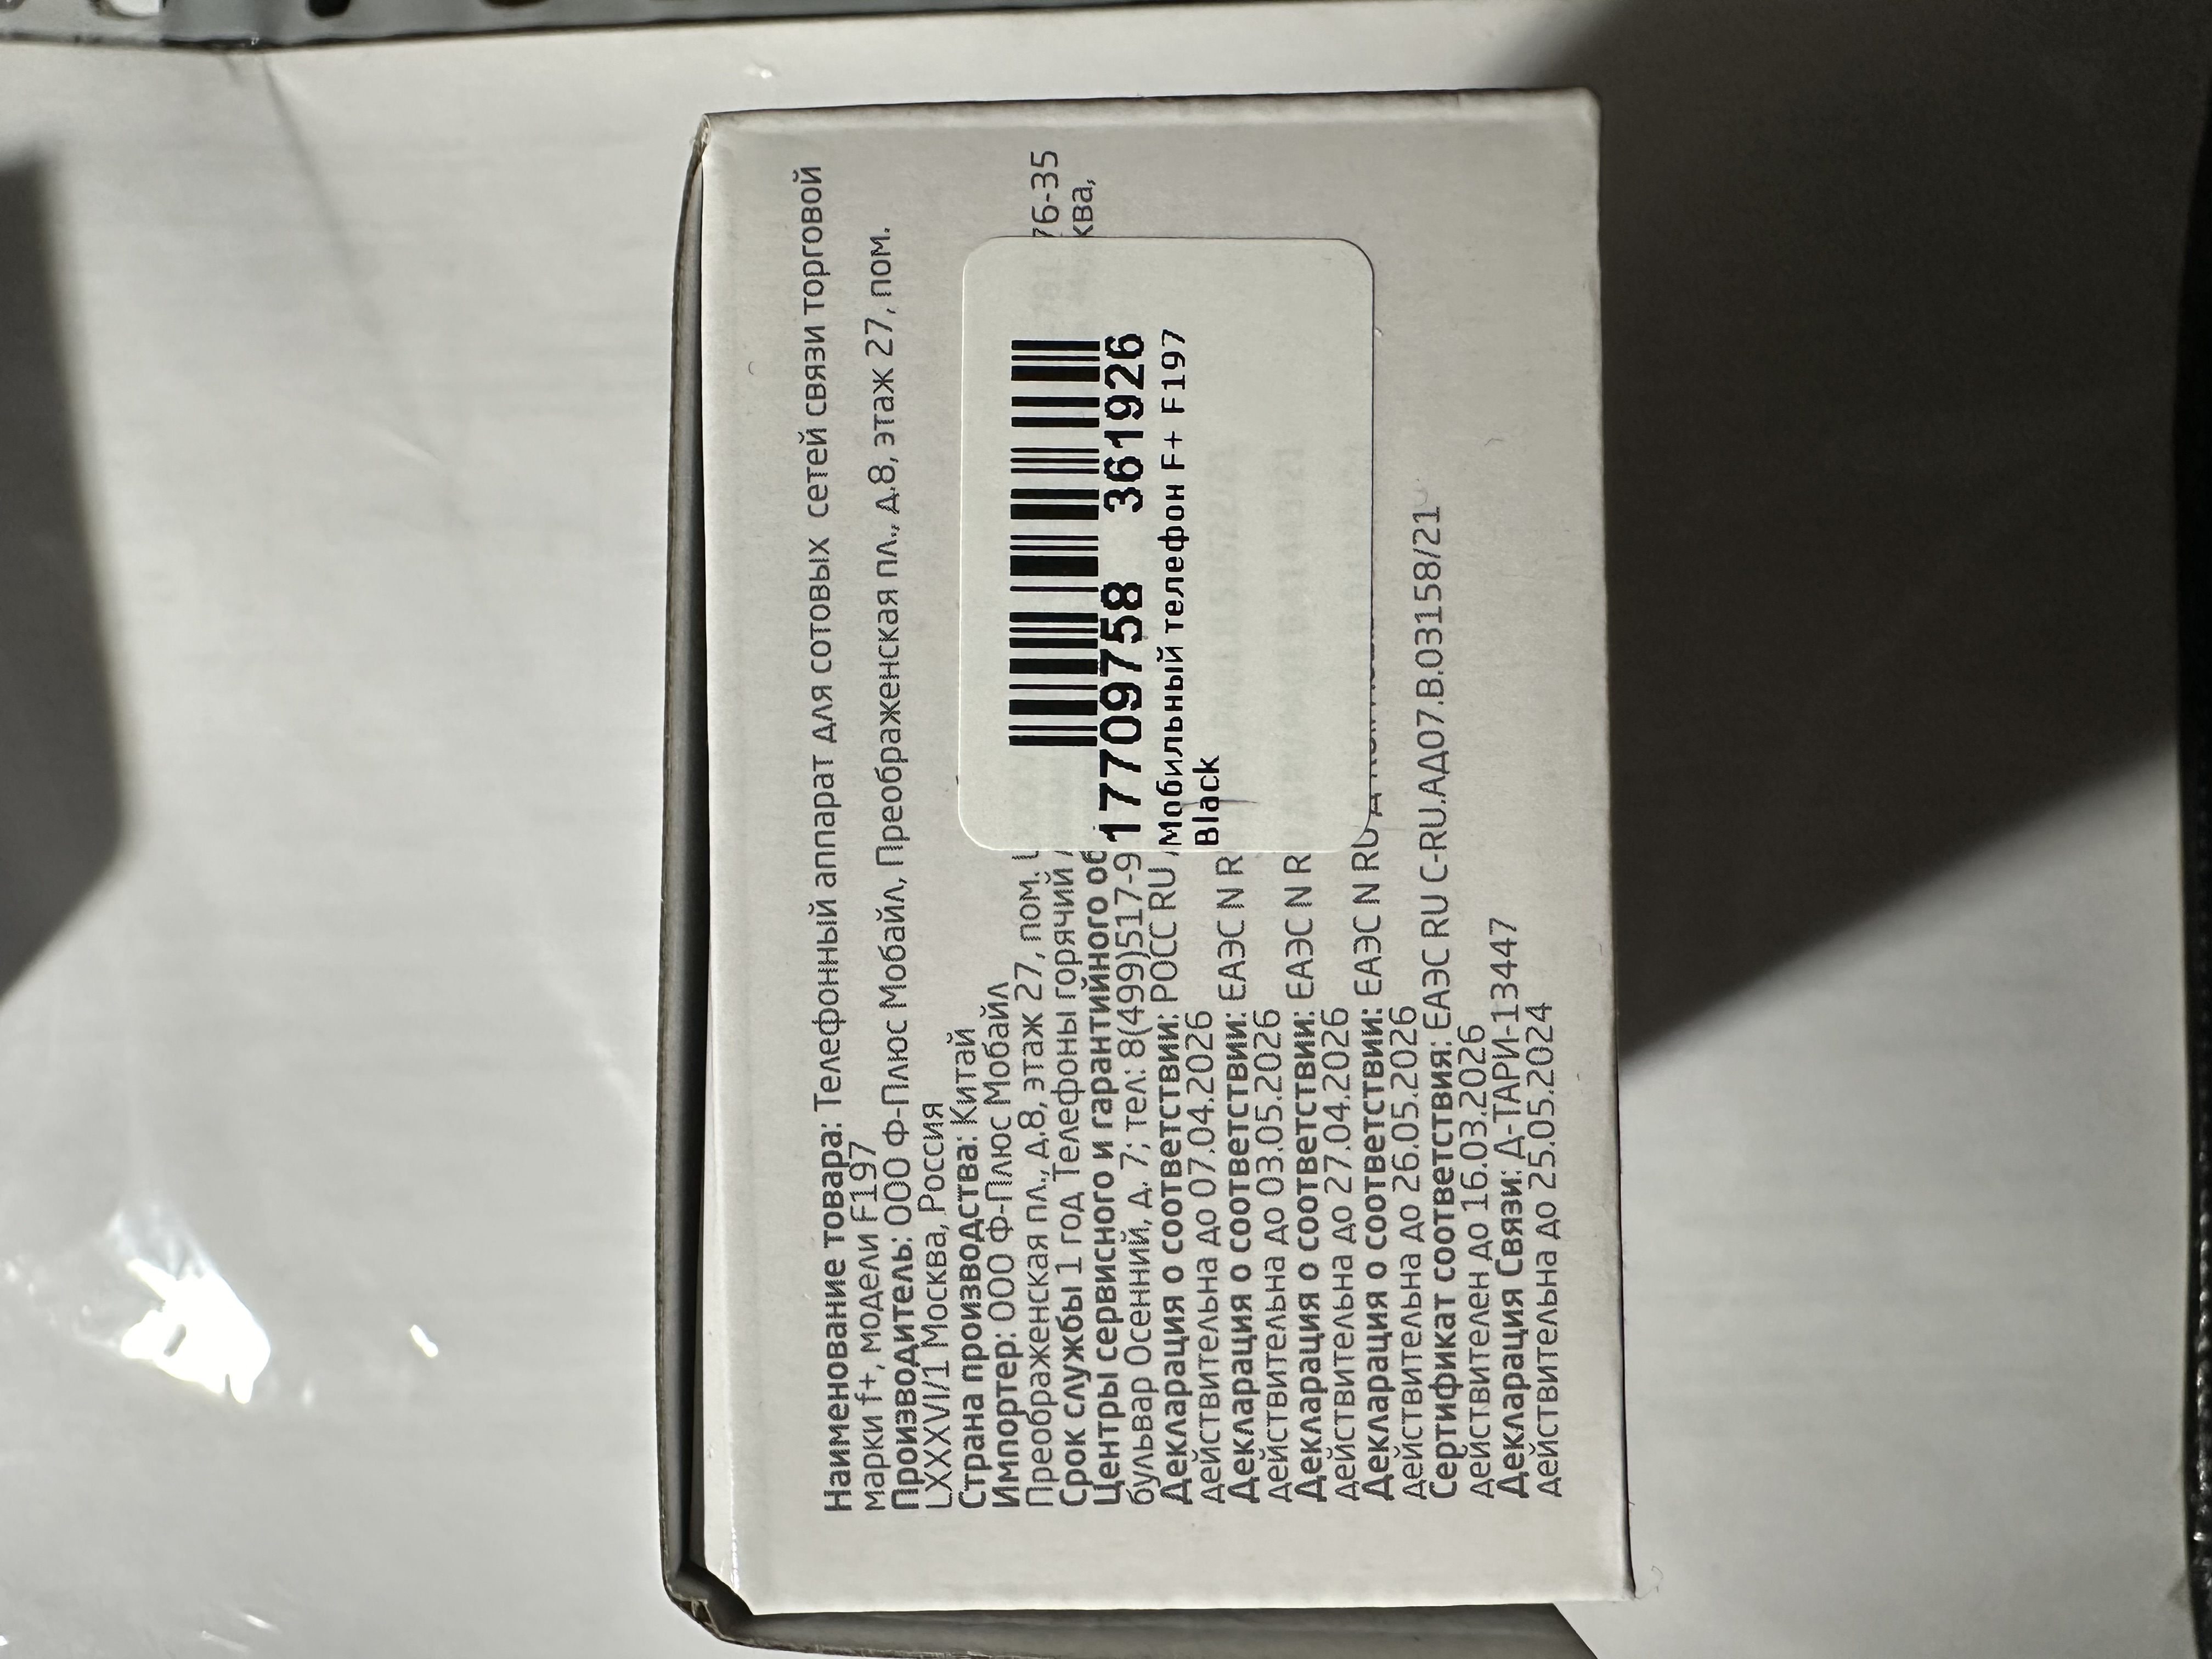 Наименование товара: Телефонный аппарат для сотовых сетей связи торговой
марки f+, модели F197
Производитель: ООО Ф-Плюс Мобайл, Преображенская пл., д.8, этаж 27, пом.
LXXXVI/1 Москва, Россия
Страна производства: Китай
Импортер: ООО Ф-Плюс Мобайл
Преображенская пл., д.8, этаж 27, пом.
Срок службы 1 год Телефоны горячий 76-35
Центры сервисного и гарантийного об ква,
бульвар Осенний, д. 7; тел: 8(499)517-9
Декларация о соответствии: РОСС RU
действительна до 07.04.2026
Декларация о соответствии: ЕАЭС N R
действительна до 03.05.2026
Декларация о соответствии: ЕАЭС N R
действительна до 27.04.2026
Декларация о соответствии: ЕАЭС N RU
действительна до 26.05.2026
Сертификат соответствия: ЕАЭС RU C-RU.АД07.В.03158/21
действителен до 16.03.2026
Декларация Связи: Д-ТАРИ-13447
действительна до 25.05.2024
17709758 361926
Мобильный телефон F+ F197
Black